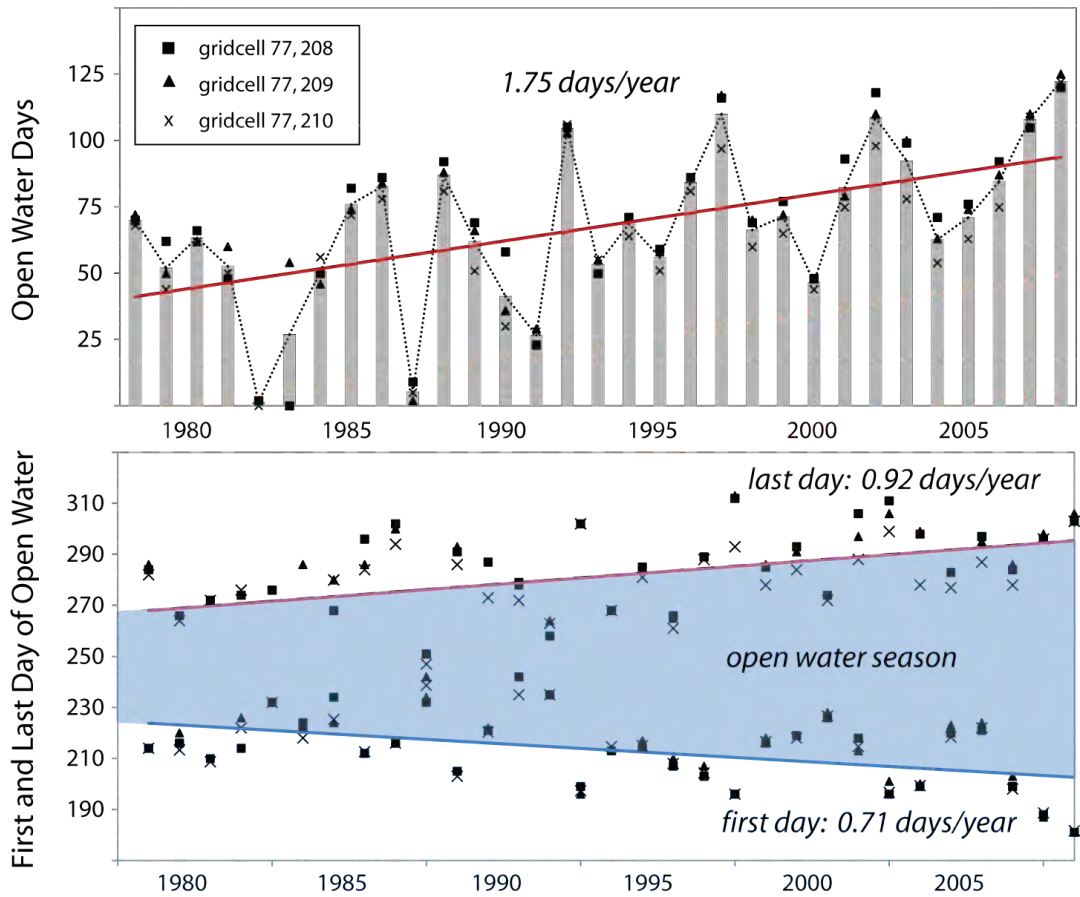 Open Water Days
gridcell 77, 208
gridcell 77, 209
gridcell 77, 210
1.75 days/year
125
100
75
50
25
1980 1985 1990 1995 2000 2005
First and Last Day of Open Water
last day: 0.92 days/year
310
290
270
250
230
210
190
open water season
first day: 0.71 days/year
1980 1985 1990 1995 2000 2005